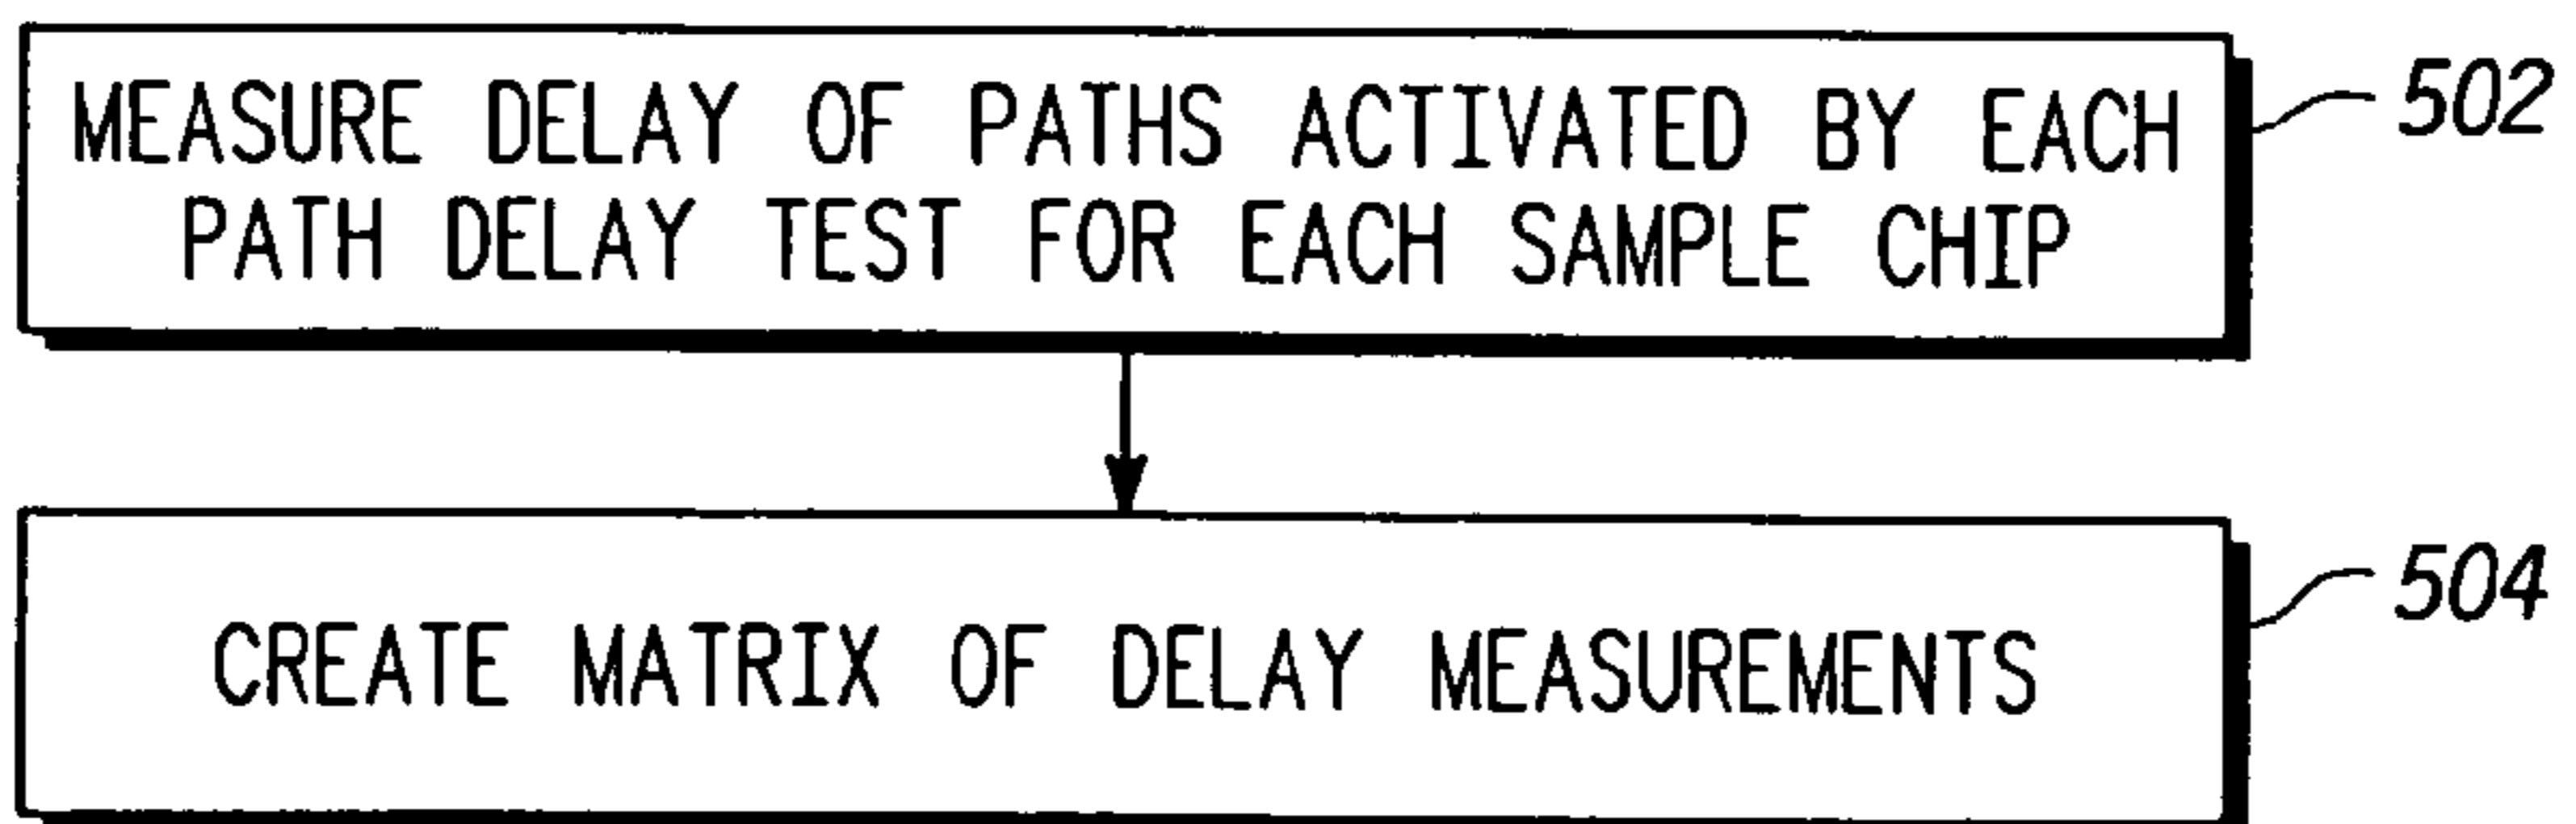 MEASURE DELAY OF PATHS ACTIVATED BY EACH
PATH DELAY TEST FOR EACH SAMPLE CHIP
502
CREATE MATRIX OF DELAY MEASUREMENTS
504